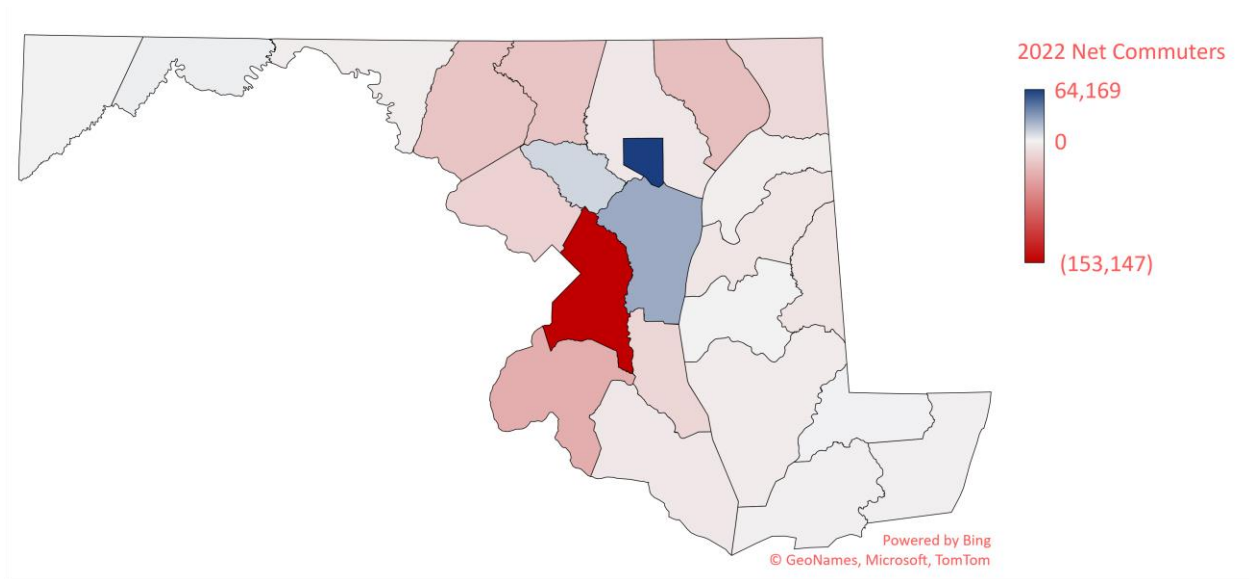 2022 Net Commuters
64,169
0
(153,147)
Powered by Bing
© GeoNames, Microsoft, TomTom